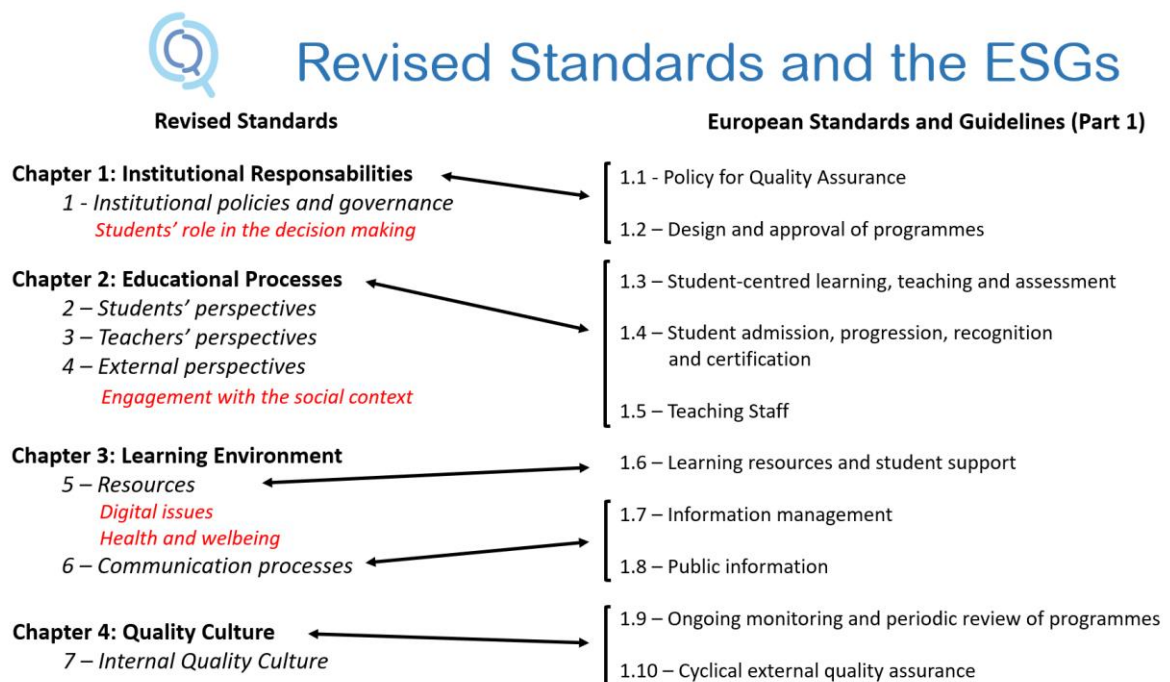 Revised Standards and the ESGs
Revised Standards
Chapter 1: Institutional Responsabilities
1 - Institutional policies and governance
Students' role in the decision making
Chapter 2: Educational Processes
2 – Students' perspectives
3 – Teachers' perspectives
4 – External perspectives
Engagement with the social context
Chapter 3: Learning Environment
5 – Resources
Digital issues
Health and welbeing
6 – Communication processes
Chapter 4: Quality Culture
7 – Internal Quality Culture
European Standards and Guidelines (Part 1)
1.1 - Policy for Quality Assurance
1.2 – Design and approval of programmes
1.3 – Student-centred learning, teaching and assessment
1.4 – Student admission, progression, recognition
and certification
1.5 – Teaching Staff
1.6 – Learning resources and student support
1.7 – Information management
1.8 – Public information
1.9 – Ongoing monitoring and periodic review of programmes
1.10 – Cyclical external quality assurance